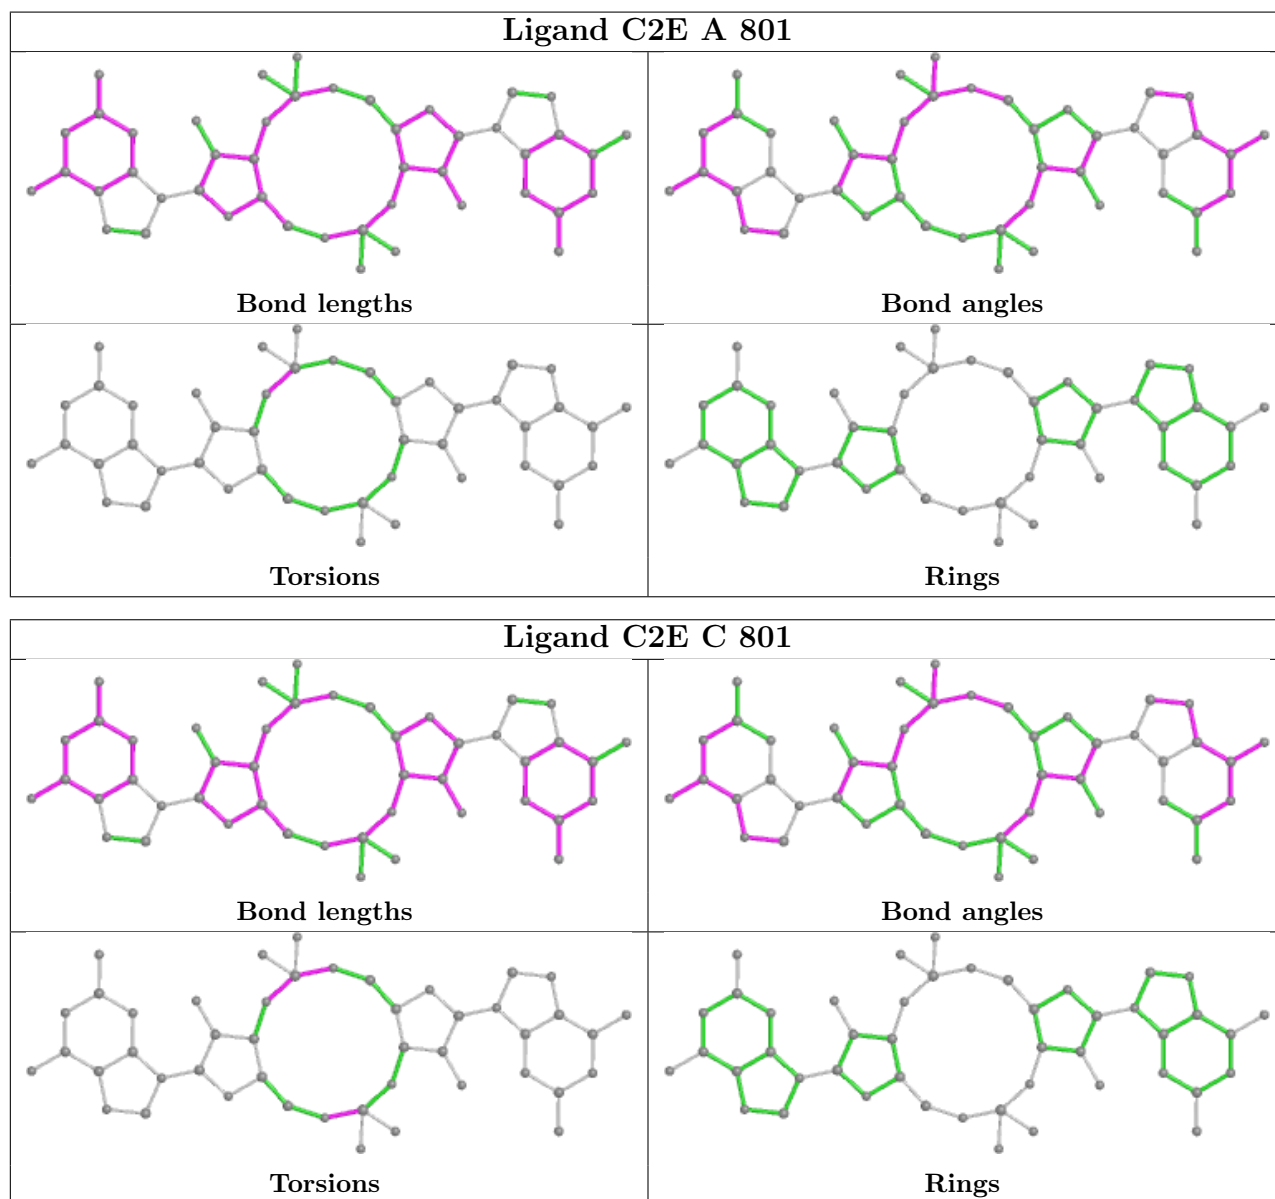 Ligand C2E A 801
Bond lengths
Bond angles
Torsions
Rings
Ligand C2E C 801
Bond lengths
Bond angles
Torsions
Rings